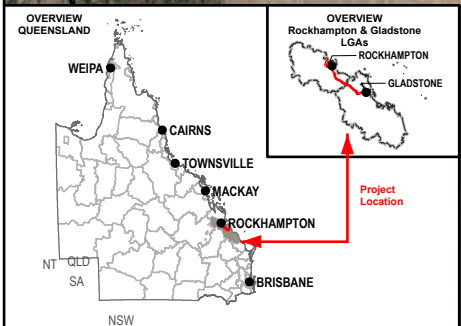 OVERVIEW
QUEENSLAND
WEIPA
CAIRNS
TOWNSVILLE
MACKAY
ROCKHAMPTON
BRISBANE
NT
QLD
SA
NSW
OVERVIEW
Rockhampton & Gladstone
LGAs
ROCKHAMPTON
GLADSTONE
Project
Location